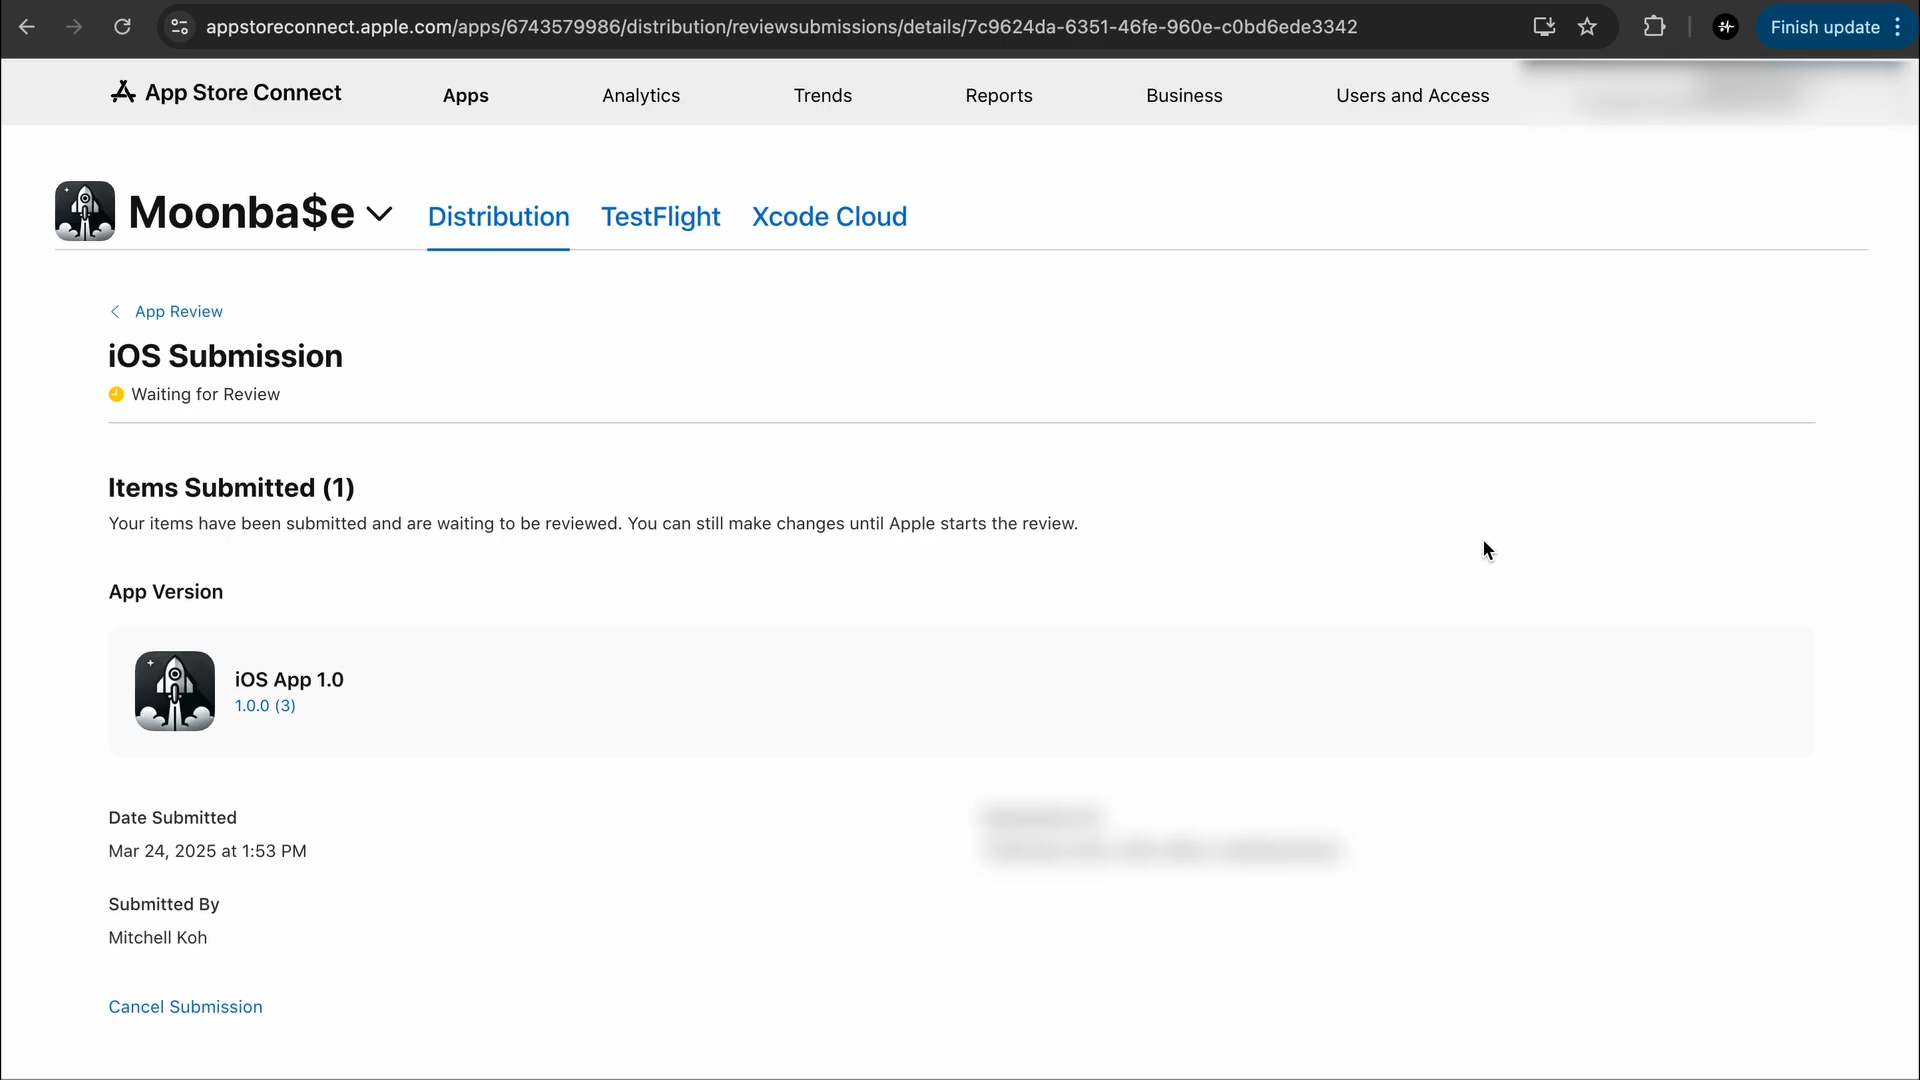 appstoreconnect.apple.com/apps/6743579986/distribution/reviewsubmissions/details/7c9624da-6351-46fe-960e-c0bd6ede3342
Finish update
App Store Connect
Apps
Analytics
Trends
Reports
Business
Users and Access
Moonba$e
Distribution
TestFlight
Xcode Cloud
App Review
iOS Submission
Waiting for Review
Items Submitted (1)
Your items have been submitted and are waiting to be reviewed. You can still make changes until Apple starts the review.
App Version
iOS App 1.0
1.0.0 (3)
Date Submitted
Mar 24, 2025 at 1:53 PM
Submitted By
Mitchell Koh
Cancel Submission